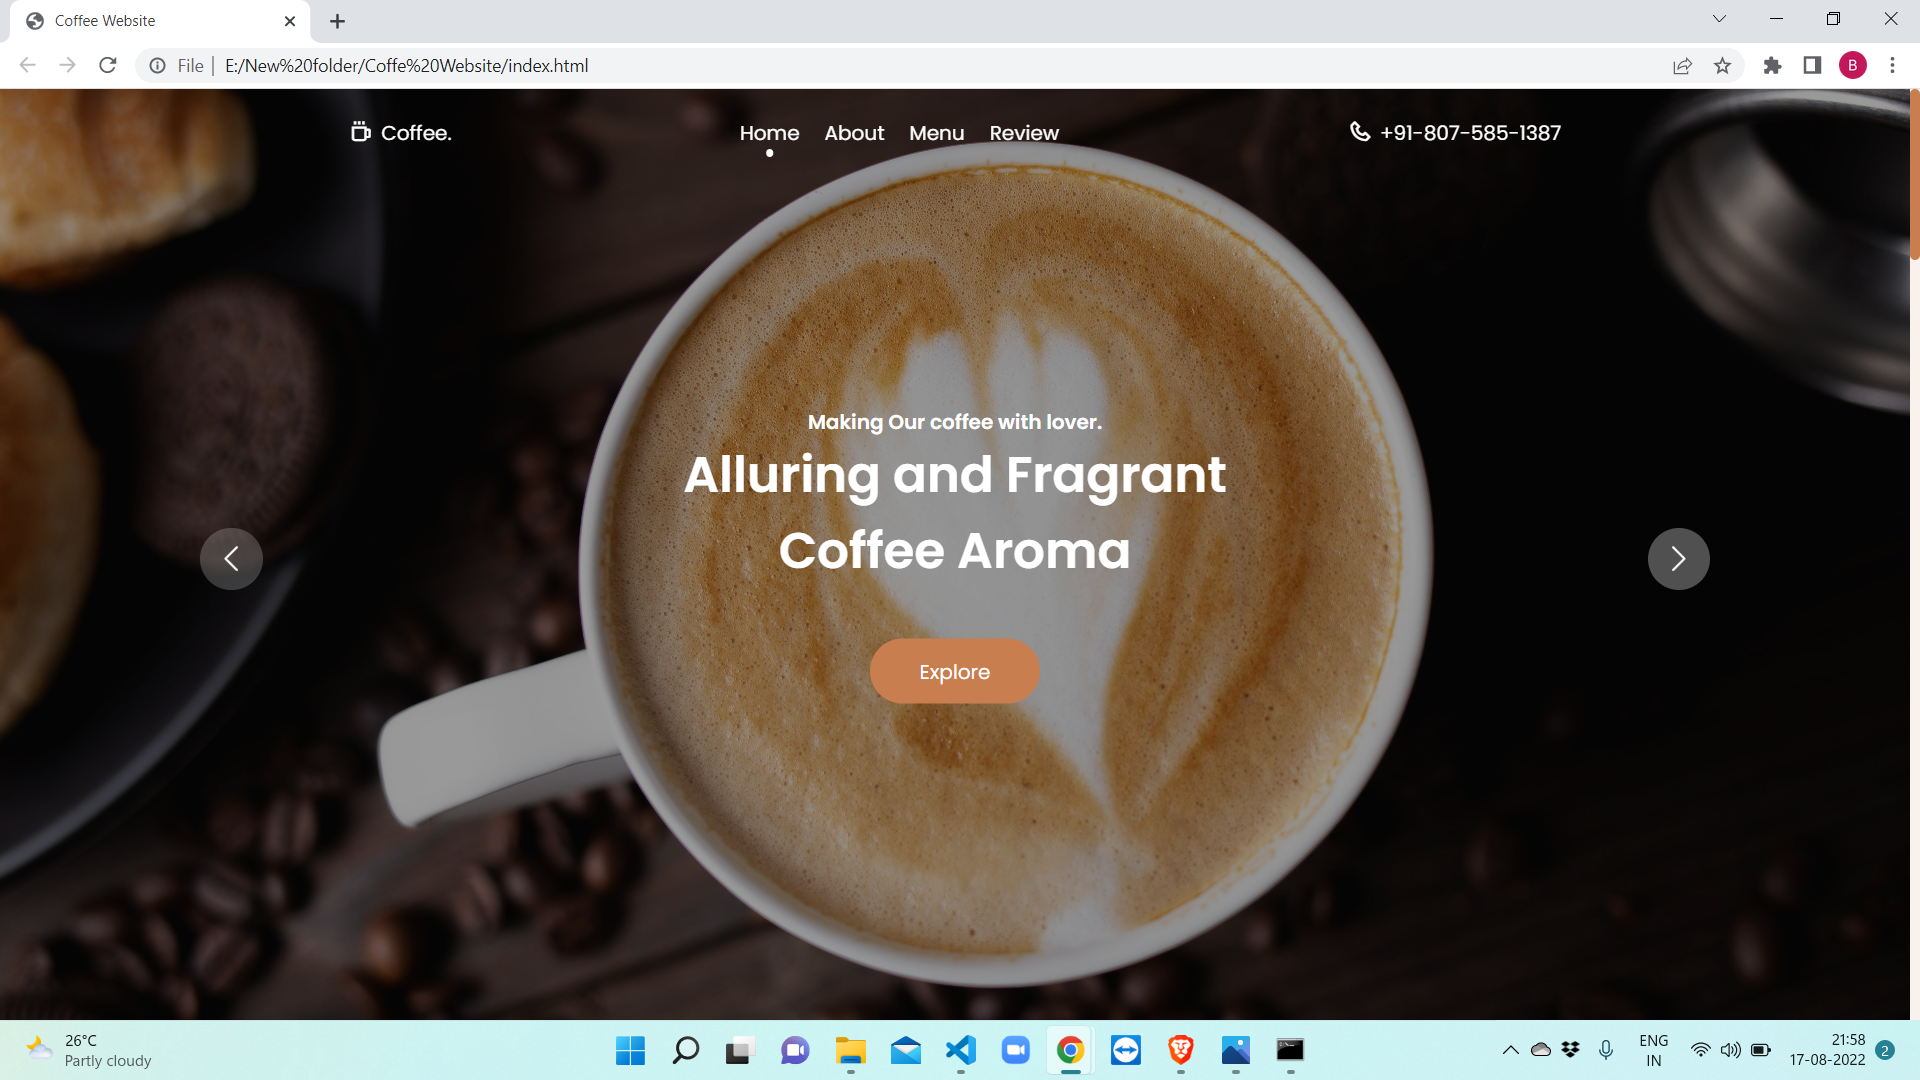 Coffee Website
File
E:/New%20folder/Coffe%20Website/index.html
B
Coffee.
Home About Menu Review
+91-807-585-1387
Making Our coffee with lover.
Alluring and Fragrant
Coffee Aroma
Explore
26°C
Partly cloudy
ENG
IN
21:58
17-08-2022
2